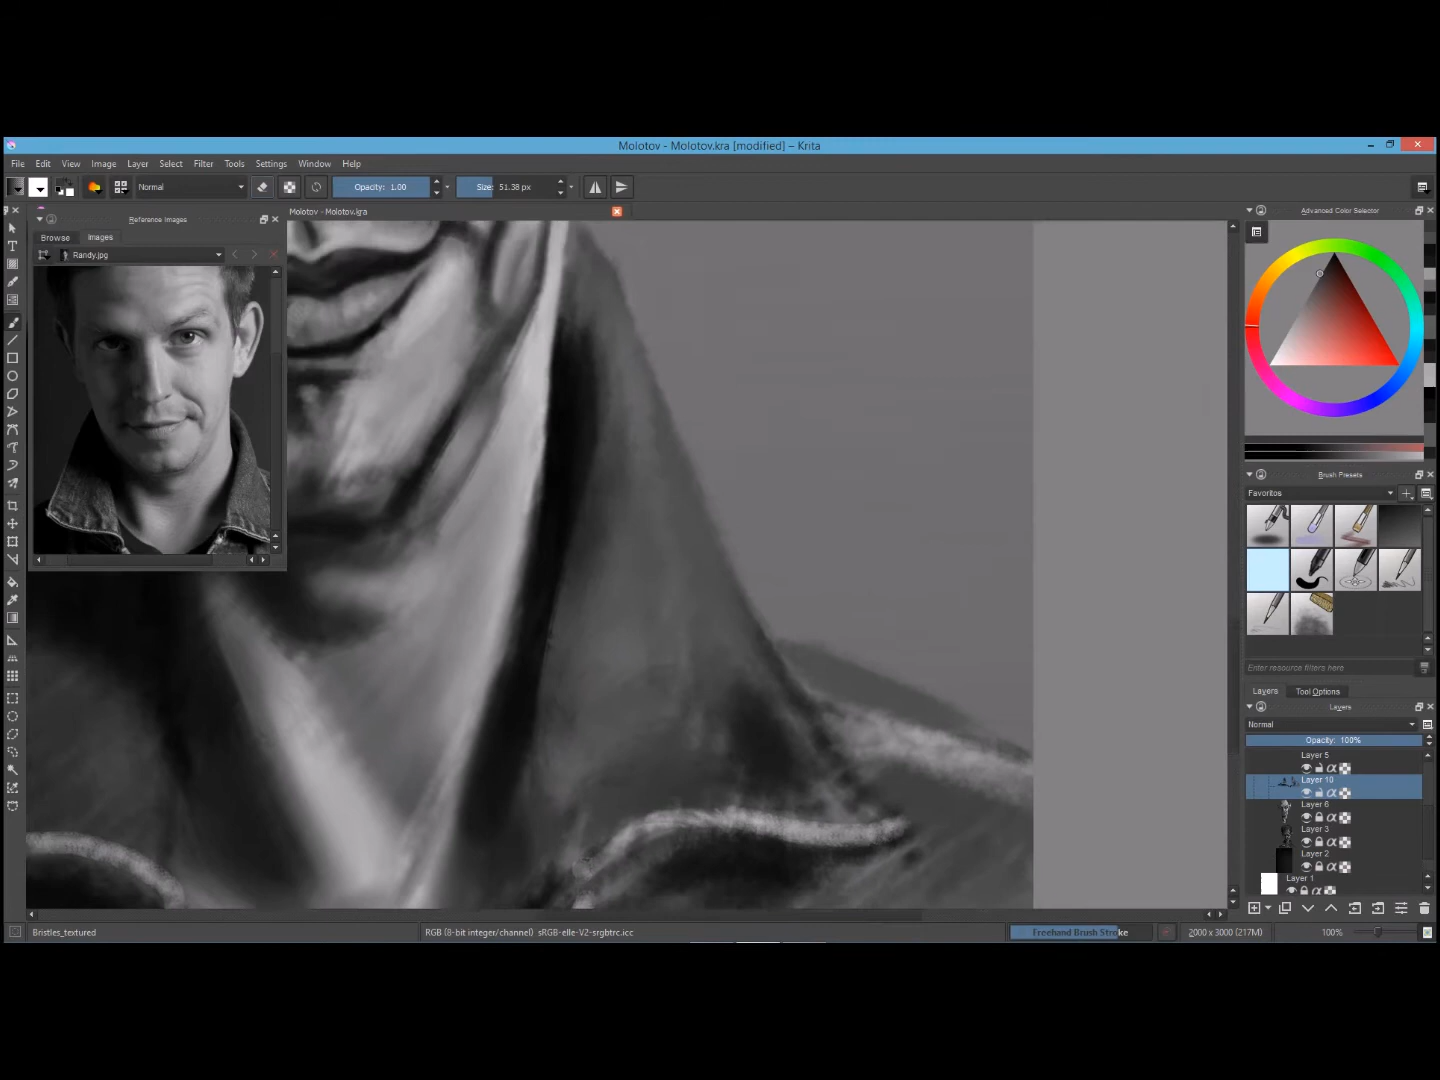 Molotov - Molotov.kra [modified] – Krita
File Edit View Image Layer Select Filter Tools Settings Window Help
Normal Opacity: 1.00 Size: 51.38 px
Reference Images
Molotov - Molotov.kra
Advanced Color Selector
Browse Images
Randy.jpg
Brush Presets
Favorites
Enter resource filters here
Layers Tool Options
Layers
Normal
Opacity: 100%
Layer 5
Layer 10
Layer 6
Layer 3
Layer 2
Layer 1
Bristles_textured RGB (8-bit integer/channel) sRGB-elle-V2-srgbtrc.icc Freehand Brush Stroke 2000 x 3000 (217M) 100%